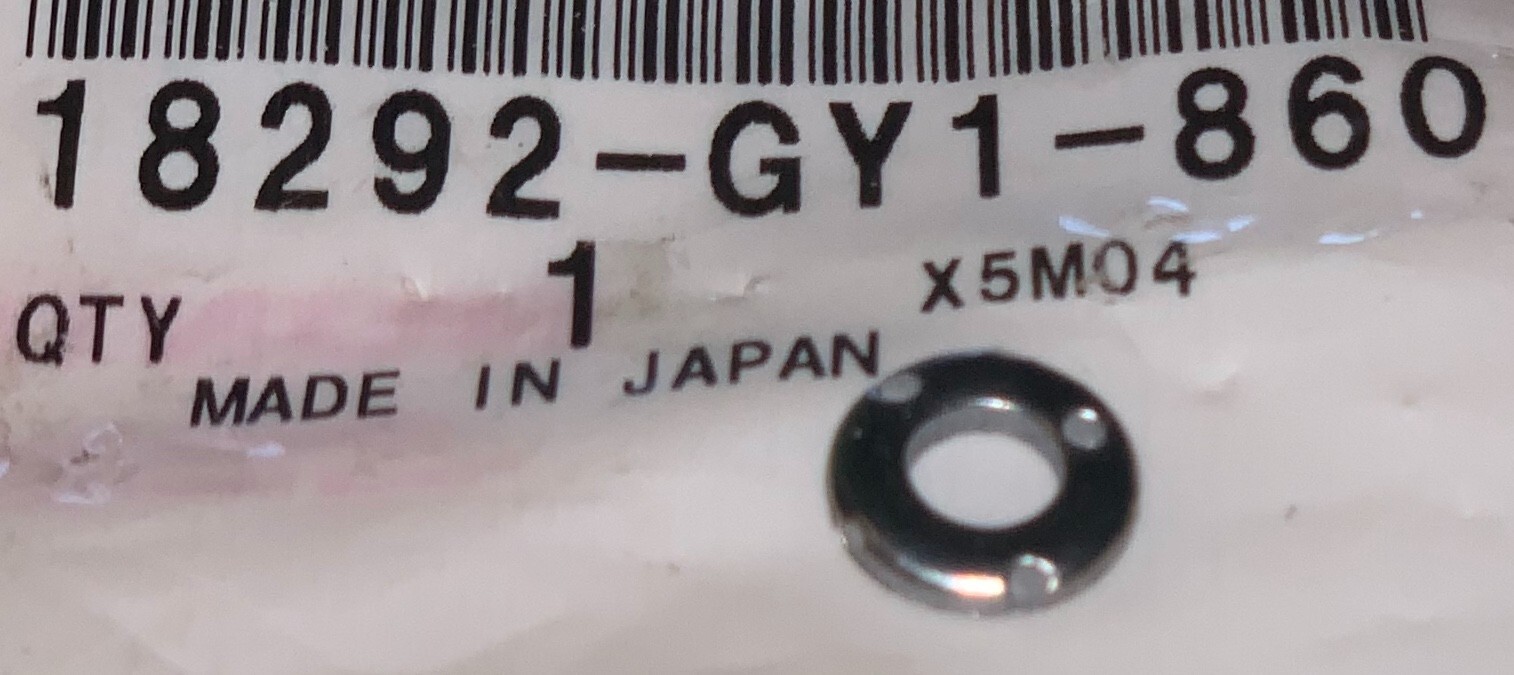 18292-GY1-860
QTY 1 X5M04
MADE IN JAPAN